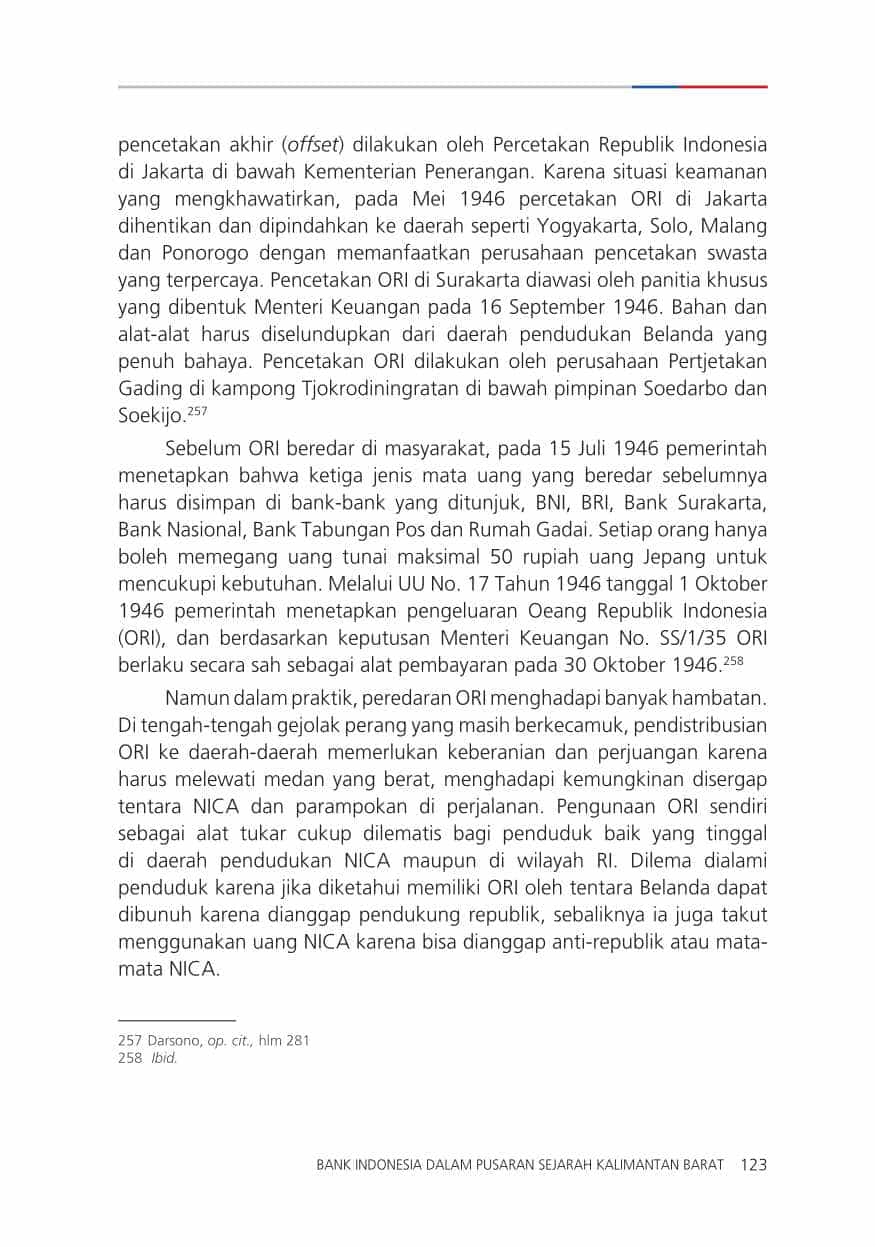 pencetakan akhir (offset) dilakukan oleh Percetakan Republik Indonesia
di Jakarta di bawah Kementerian Penerangan. Karena situasi keamanan
yang mengkhawatirkan, pada Mei 1946 percetakan ORI di Jakarta
dihentikan dan dipindahkan ke daerah seperti Yogyakarta, Solo, Malang
dan Ponorogo dengan memanfaatkan perusahaan pencetakan swasta
yang terpercaya. Pencetakan ORI di Surakarta diawasi oleh panitia khusus
yang dibentuk Menteri Keuangan pada 16 September 1946. Bahan dan
alat-alat harus diselundupkan dari daerah pendudukan Belanda yang
penuh bahaya. Pencetakan ORI dilakukan oleh perusahaan Pertjetakan
Gading di kampong Tjokrodiningratan di bawah pimpinan Soedarbo dan
Soekijo.257
Sebelum ORI beredar di masyarakat, pada 15 Juli 1946 pemerintah
menetapkan bahwa ketiga jenis mata uang yang beredar sebelumnya
harus disimpan di bank-bank yang ditunjuk, BNI, BRI, Bank Surakarta,
Bank Nasional, Bank Tabungan Pos dan Rumah Gadai. Setiap orang hanya
boleh memegang uang tunai maksimal 50 rupiah uang Jepang untuk
mencukupi kebutuhan. Melalui UU No. 17 Tahun 1946 tanggal 1 Oktober
1946 pemerintah menetapkan pengeluaran Oeang Republik Indonesia
(ORI), dan berdasarkan keputusan Menteri Keuangan No. SS/1/35 ORI
berlaku secara sah sebagai alat pembayaran pada 30 Oktober 1946.258
Namun dalam praktik, peredaran ORI menghadapi banyak hambatan.
Di tengah-tengah gejolak perang yang masih berkecamuk, pendistribusian
ORI ke daerah-daerah memerlukan keberanian dan perjuangan karena
harus melewati medan yang berat, menghadapi kemungkinan disergap
tentara NICA dan parampokan di perjalanan. Pengunaan ORI sendiri
sebagai alat tukar cukup dilematis bagi penduduk baik yang tinggal
di daerah pendudukan NICA maupun di wilayah RI. Dilema dialami
penduduk karena jika diketahui memiliki ORI oleh tentara Belanda dapat
dibunuh karena dianggap pendukung republik, sebaliknya ia juga takut
menggunakan uang NICA karena bisa dianggap anti-republik atau mata-
mata NICA.
257 Darsono, op. cit., hlm 281
258 Ibid.
BANK INDONESIA DALAM PUSARAN SEJARAH KALIMANTAN BARAT 123